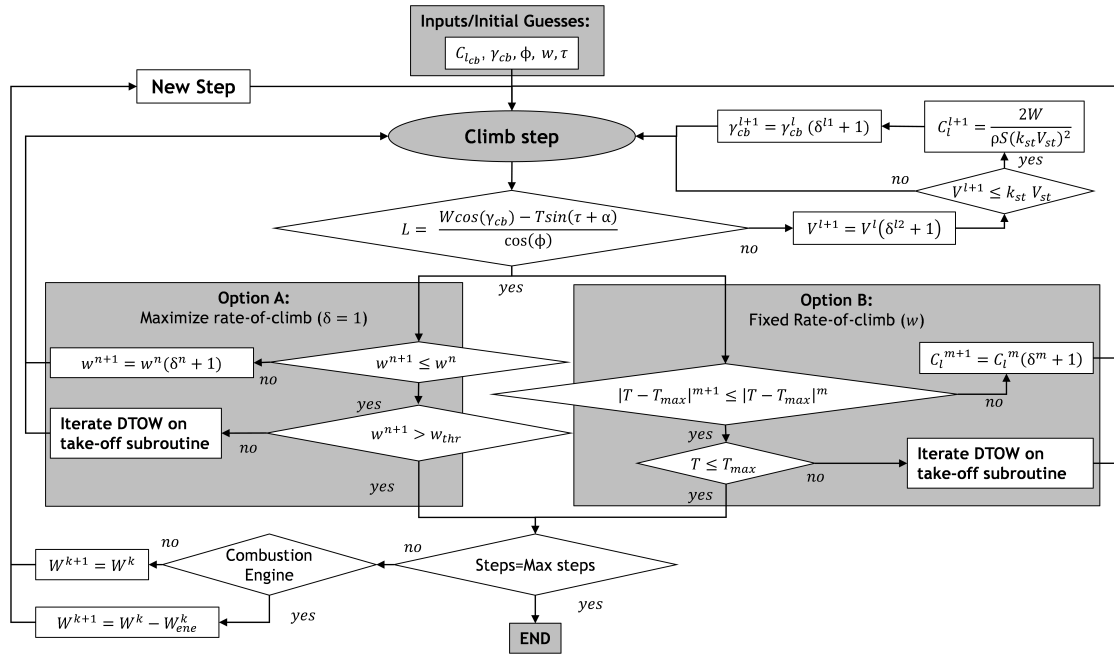 Inputs/Initial Guesses:
C_{l_{cb}}, γ_{cb}, ϕ, w, τ
New Step
Climb step
γ_{cb}^{l+1} = γ_{cb}^{l} (δ^{l1} + 1)
C_l^{l+1} = \frac{2W}{ρS(k_{st}V_{st})^2}
yes
no
V^{l+1} ≤ k_{st} V_{st}
L = \frac{Wcos(γ_{cb}) − Tsin(τ + α)}{cos(ϕ)}
no
V^{l+1} = V^l(δ^{l2} + 1)
yes
Option A:
Maximize rate-of-climb (δ = 1)
w^{n+1} = w^n(δ^n + 1)
no
w^{n+1} ≤ w^n
yes
Iterate DTOW on
take-off subroutine
no
w^{n+1} > w_{thr}
yes
Option B:
Fixed Rate-of-climb (w)
C_l^{m+1} = C_l^m(δ^m + 1)
|T − T_{max}|^{m+1} ≤ |T − T_{max}|^m
no
yes
T ≤ T_{max}
no
Iterate DTOW on
take-off subroutine
yes
W^{k+1} = W^k
no
Combustion
Engine
no
Steps=Max steps
yes
yes
W^{k+1} = W^k − W_{ene}^k
END